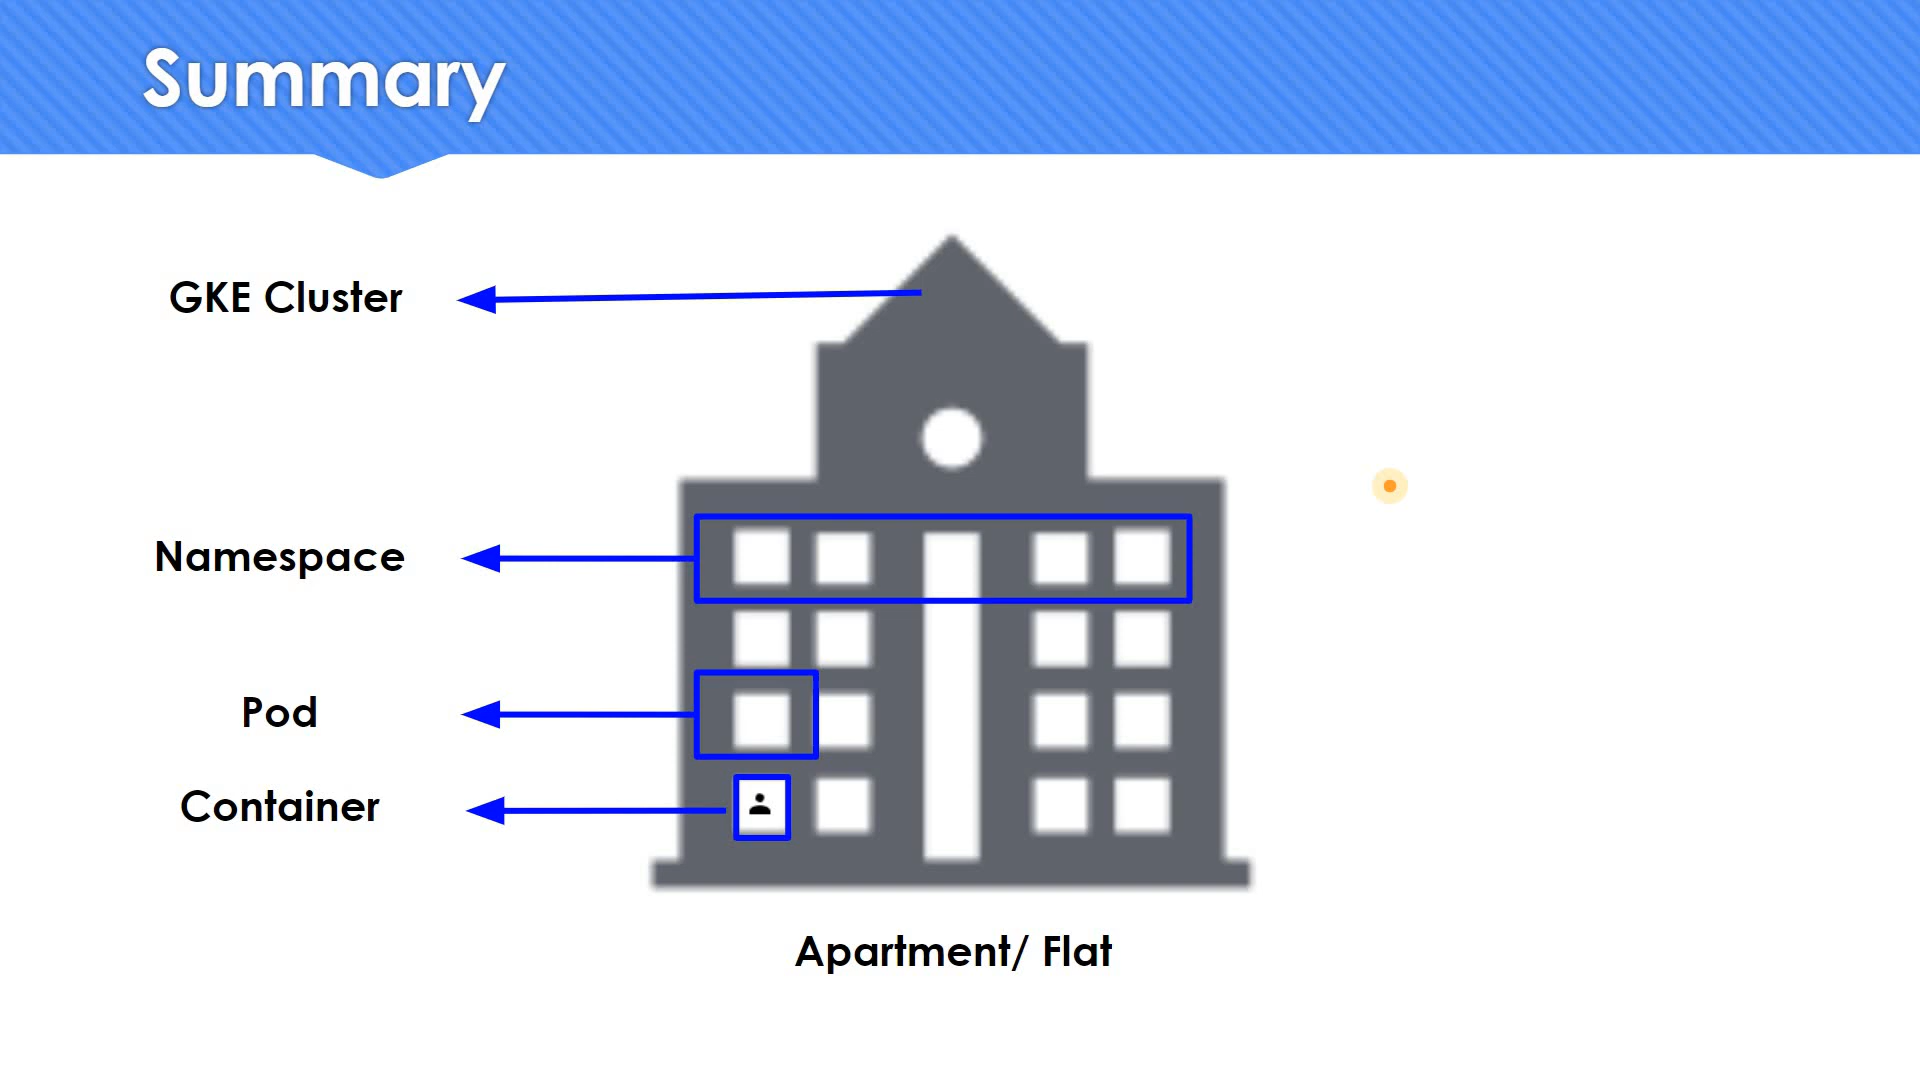 Summary
GKE Cluster
Namespace
Pod
Container
Apartment/ Flat